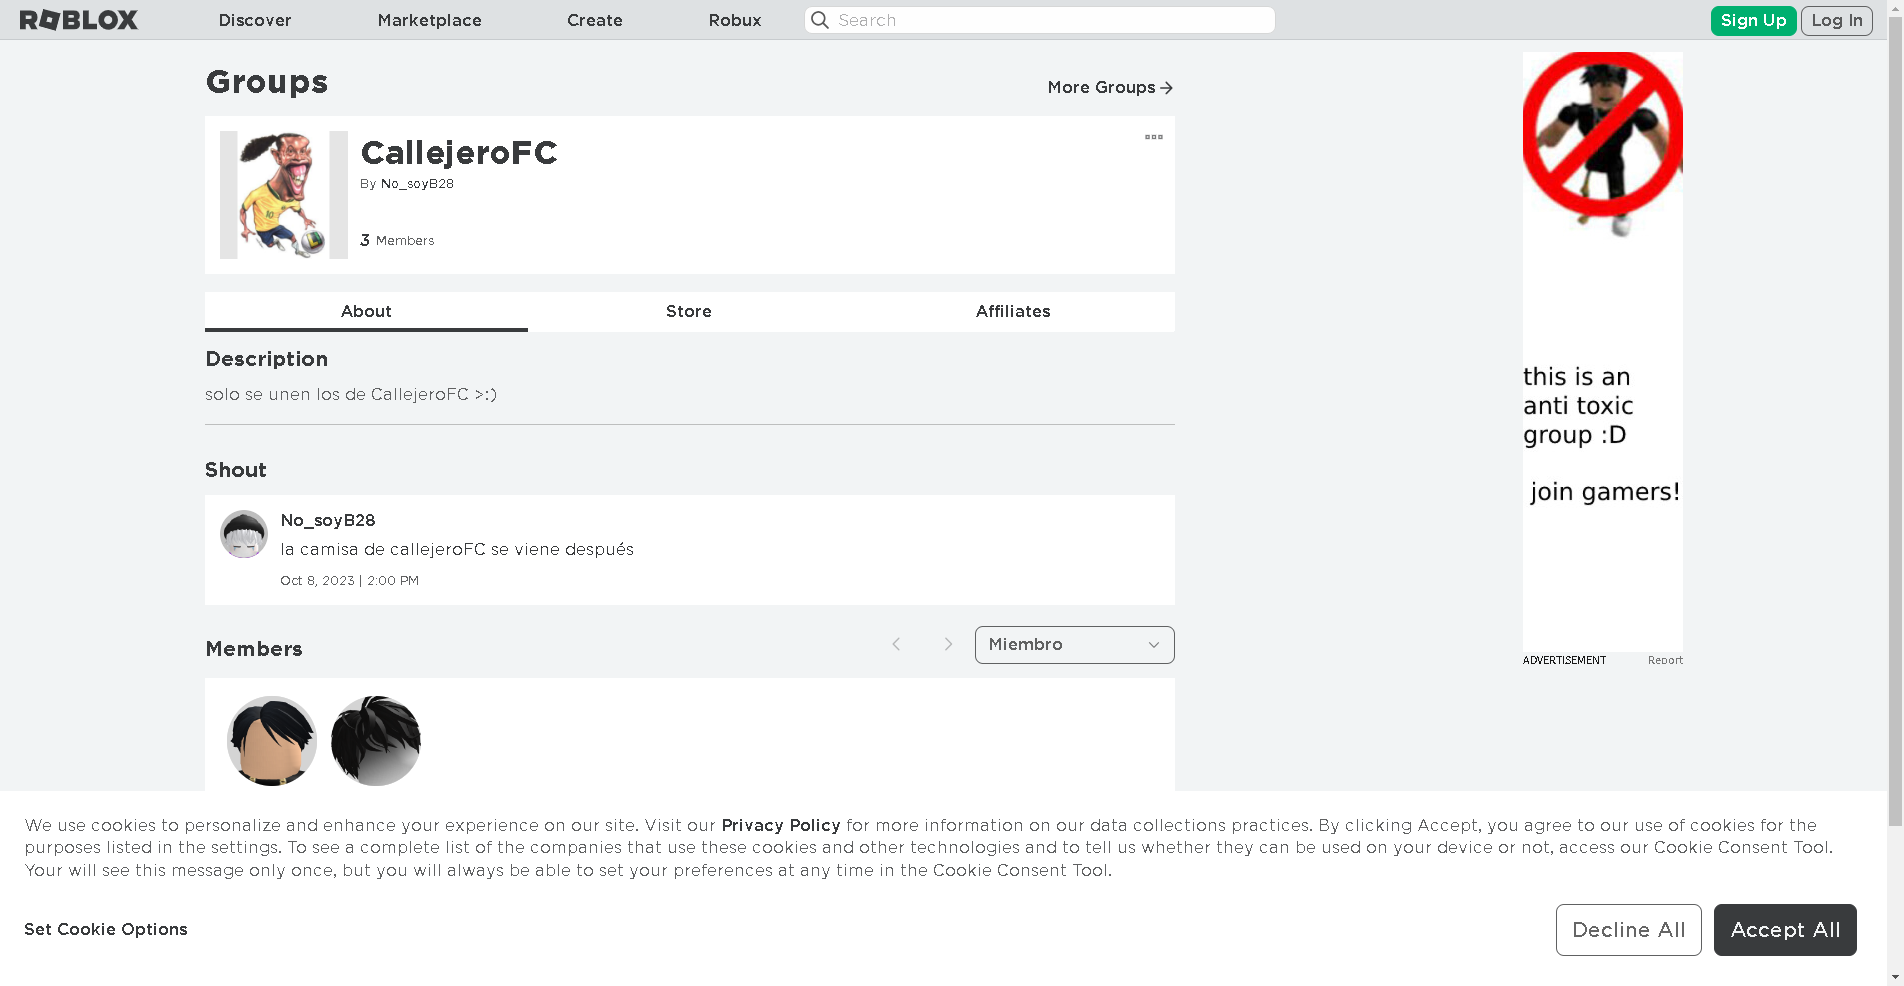 ROBLOX
Discover
Marketplace
Create
Robux
Search
Sign Up
Log In
Groups
More Groups
CallejeroFC
By No_soyB28
3 Members
About
Store
Affiliates
Description
solo se unen los de CallejeroFC >:)
Shout
No_soyB28
la camisa de callejeroFC se viene después
Oct 8, 2023 | 2:00 PM
Members
Miembro
this is an
anti toxic
group :D
join gamers!
ADVERTISEMENT
Report
We use cookies to personalize and enhance your experience on our site. Visit our Privacy Policy for more information on our data collections practices. By clicking Accept, you agree to our use of cookies for the
purposes listed in the settings. To see a complete list of the companies that use these cookies and other technologies and to tell us whether they can be used on your device or not, access our Cookie Consent Tool.
Your will see this message only once, but you will always be able to set your preferences at any time in the Cookie Consent Tool.
Set Cookie Options
Decline All
Accept All